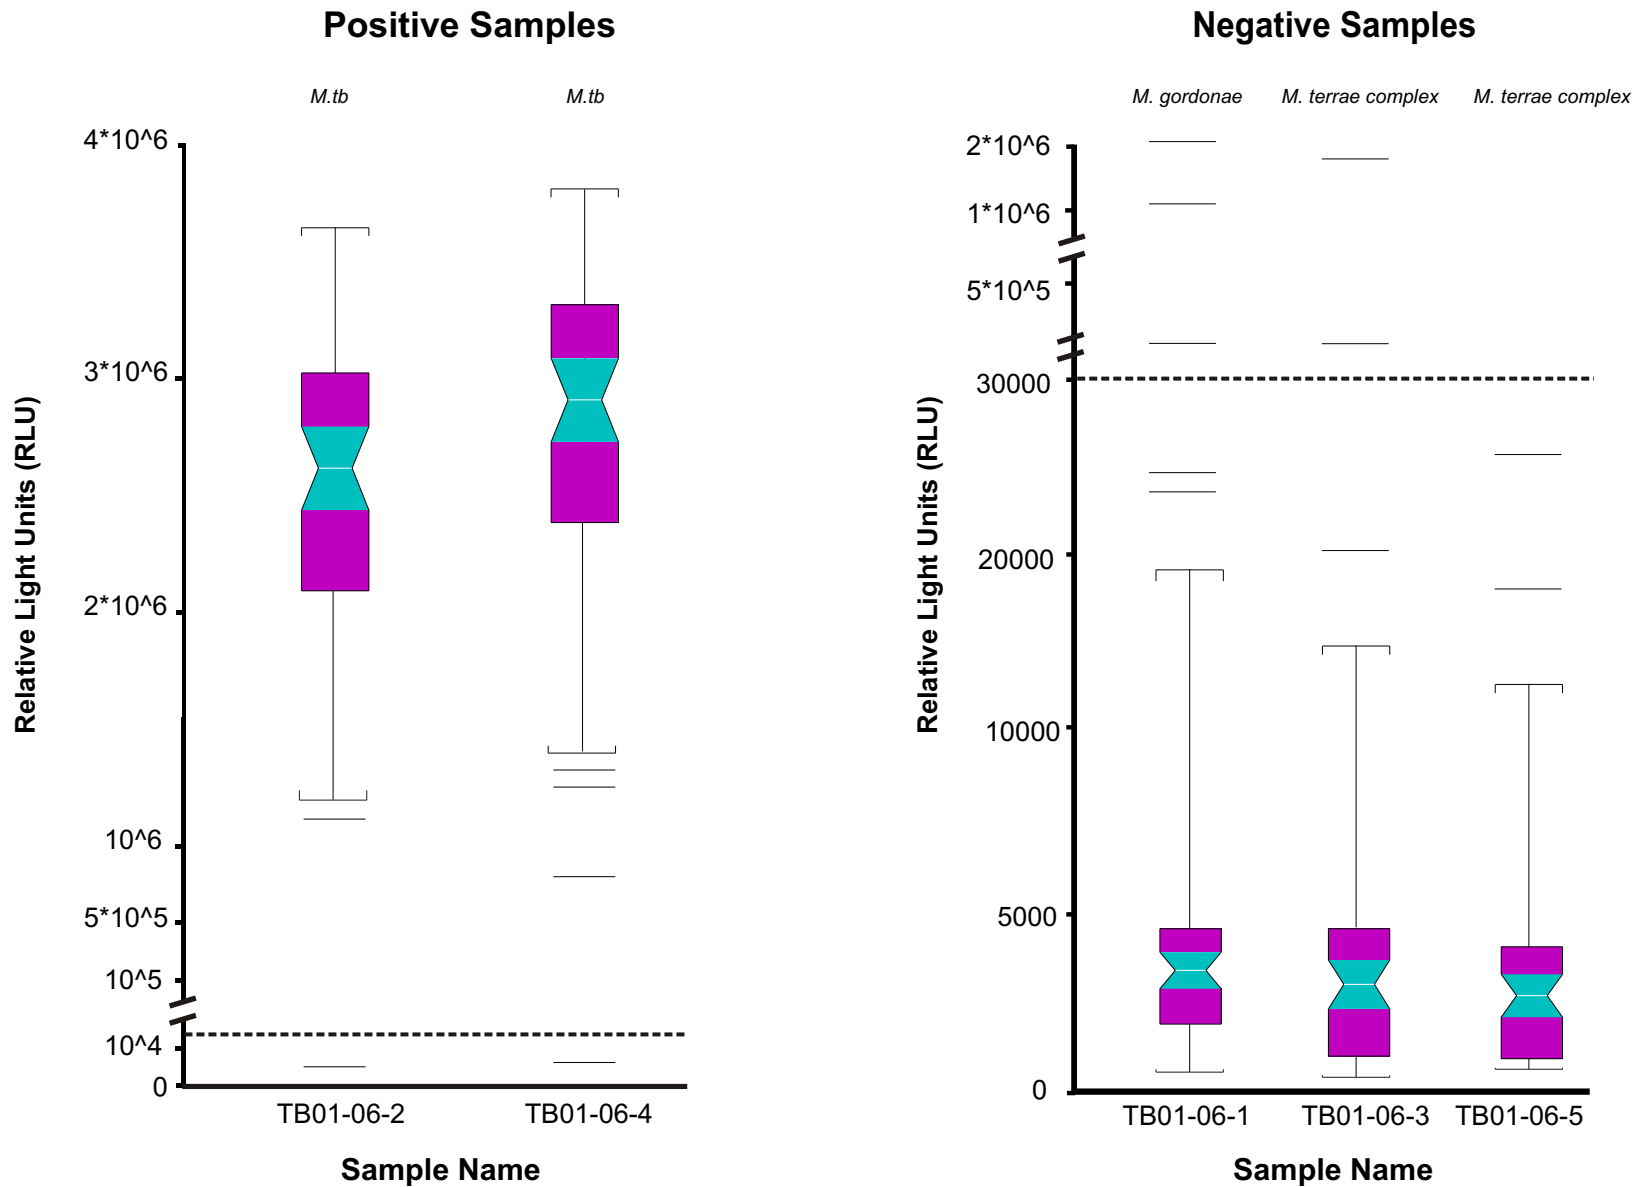 Positive Samples
M.tb
M.tb
Relative Light Units (RLU)
4*10^6
3*10^6
2*10^6
10^6
5*10^5
10^5
10^4
0
TB01-06-2
TB01-06-4
Sample Name
Negative Samples
M. gordonae
M. terrae complex
M. terrae complex
Relative Light Units (RLU)
2*10^6
1*10^6
5*10^5
30000
20000
10000
5000
0
TB01-06-1
TB01-06-3
TB01-06-5
Sample Name